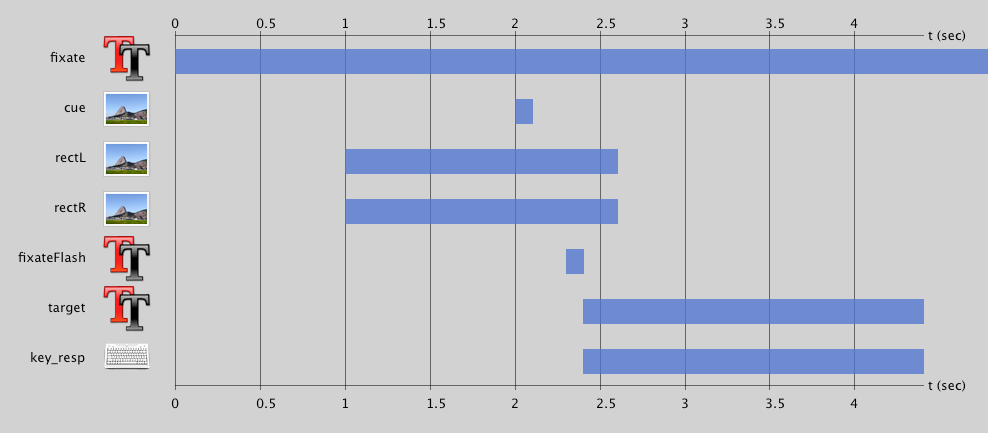 0 0.5 1 1.5 2 2.5 3 3.5 4
t (sec)
fixate
cue
rectL
rectR
fixateFlash
target
key_resp
t (sec)
0 0.5 1 1.5 2 2.5 3 3.5 4